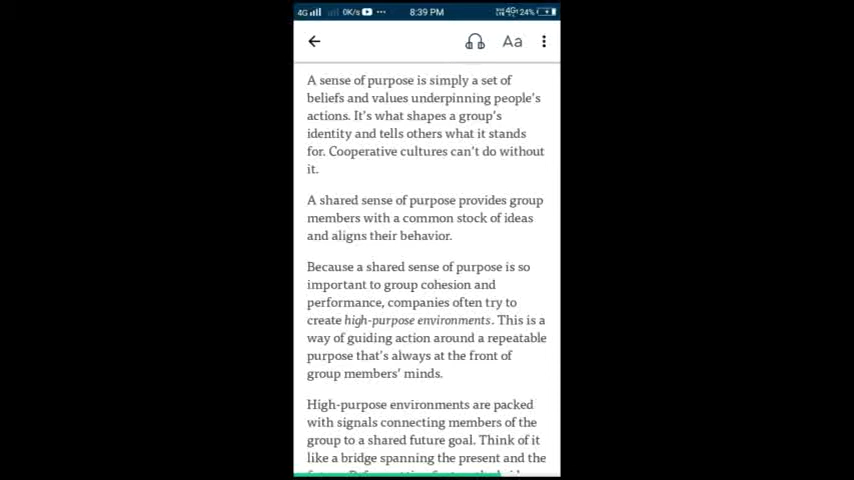 4G 0K/s ••• 8:39 PM 4G 24%
Aa
A sense of purpose is simply a set of
beliefs and values underpinning people's
actions. It's what shapes a group's
identity and tells others what it stands
for. Cooperative cultures can't do without
it.
A shared sense of purpose provides group
members with a common stock of ideas
and aligns their behavior.
Because a shared sense of purpose is so
important to group cohesion and
performance, companies often try to
create high-purpose environments. This is a
way of guiding action around a repeatable
purpose that's always at the front of
group members' minds.
High-purpose environments are packed
with signals connecting members of the
group to a shared future goal. Think of it
like a bridge spanning the present and the